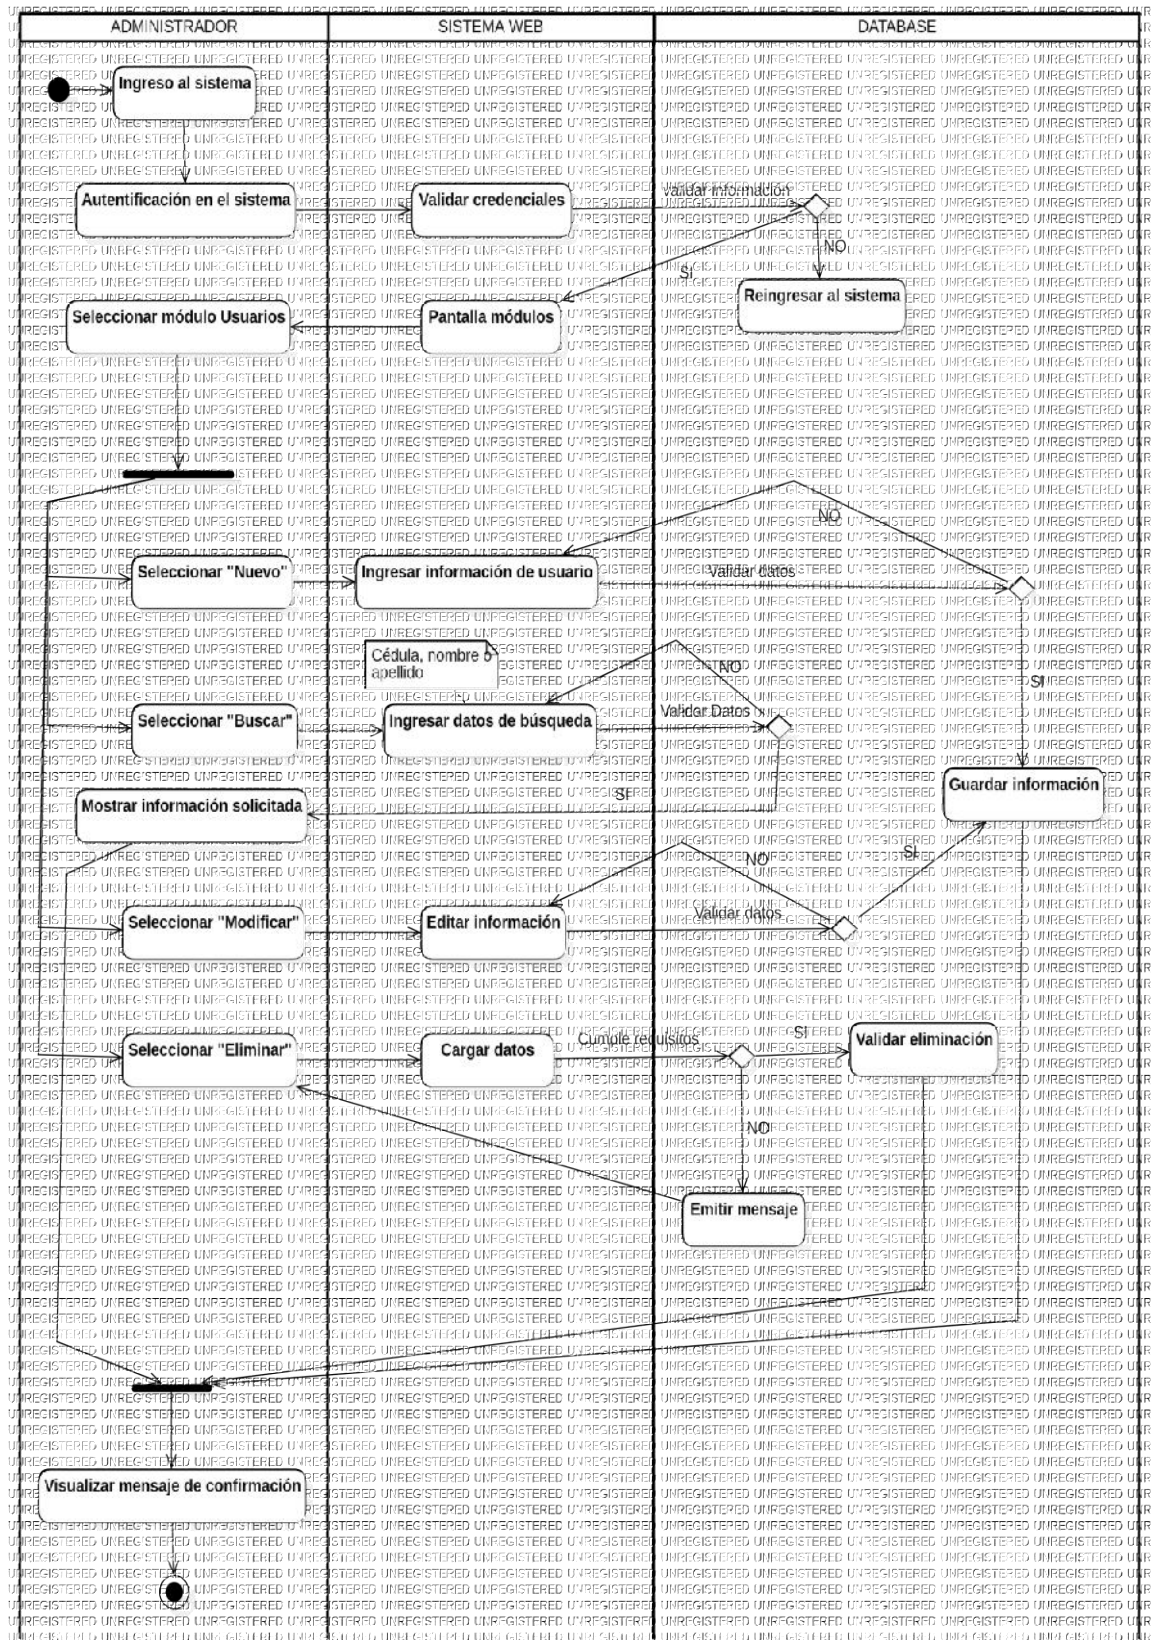 ADMINISTRADOR
SISTEMA WEB
DATABASE
Ingreso al sistema
Autentificación en el sistema
Validar credenciales
validar información
NO
SI
Reingresar al sistema
Seleccionar módulo Usuarios
Pantalla módulos
NO
Seleccionar "Nuevo"
Ingresar información de usuario
Validar datos
Cédula, nombre o
apellido
NO
SI
Seleccionar "Buscar"
Ingresar datos de búsqueda
Validar Datos
Guardar información
Mostrar información solicitada
SI
NO
SI
Seleccionar "Modificar"
Editar información
Validar datos
Seleccionar "Eliminar"
Cargar datos
Cumple requisitos
SI
Validar eliminación
NO
Emitir mensaje
Visualizar mensaje de confirmación
UNREGISTERED